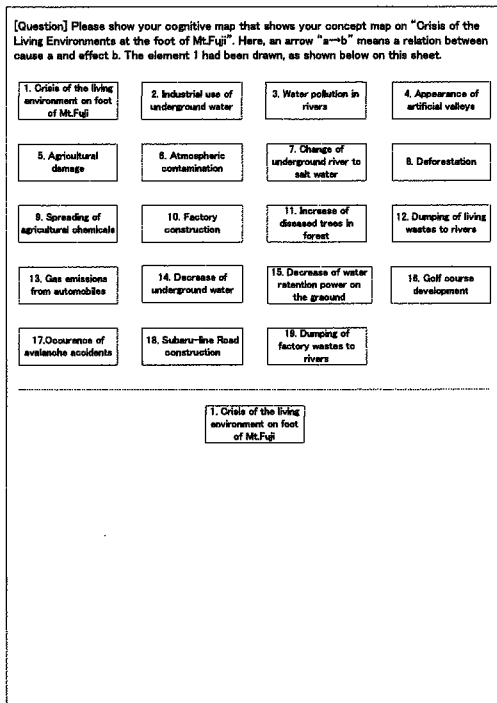 [Question] Please show your cognitive map that shows your concept map on "Crisis of the
Living Environments at the foot of Mt.Fuji". Here, an arrow "a→b" means a relation between
cause a and effect b. The element 1 had been drawn, as shown below on this sheet.
1. Crisis of the living
environment on foot
of Mt.Fuji
2. Industrial use of
underground water
3. Water pollution in
rivers
4. Appearance of
artificial valleys
5. Agricultural
damage
6. Atmospheric
contamination
7. Change of
underground river to
salt water
8. Deforestation
9. Spreading of
agricultural chemicals
10. Factory
construction
11. Increase of
diseased trees in
forest
12. Dumping of living
wastes to rivers
13. Gas emissions
from automobiles
14. Decrease of
underground water
15. Decrease of water
retention power on
the graound
16. Golf course
development
17.Occurence of
avalanche accidents
18. Subaru-line Road
construction
19. Dumping of
factory wastes to
rivers
1. Crisis of the living
environment on foot
of Mt.Fuji